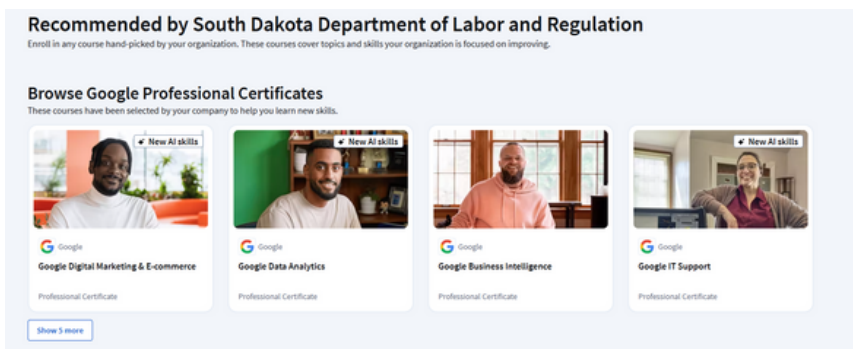 Recommended by South Dakota Department of Labor and Regulation
Enroll in any course hand-picked by your organization. These courses cover topics and skills your organization is focused on improving.
Browse Google Professional Certificates
These courses have been selected by your company to help you learn new skills.
New AI skills
Google
Google Digital Marketing & E-commerce
Professional Certificate
New AI skills
Google
Google Data Analytics
Professional Certificate
Google
Google Business Intelligence
Professional Certificate
New AI skills
Google
Google IT Support
Professional Certificate
Show 5 more